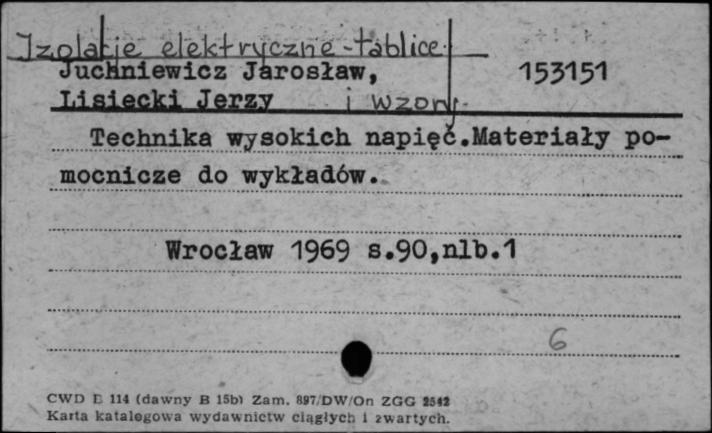 Izolacje elektryczne - tablice
Juchniewicz Jarosław, 153151
Lisiecki Jerzy i wzory.
Technika wysokich napięć.Materiały po-
mocnicze do wykładów.
Wrocław 1969 s.90,nlb.1
6
CWD E 114 (dawny B 15b) Zam. 897/DW/On ZGG 2542
Karta katalogowa wydawnictw ciągłych i zwartych.